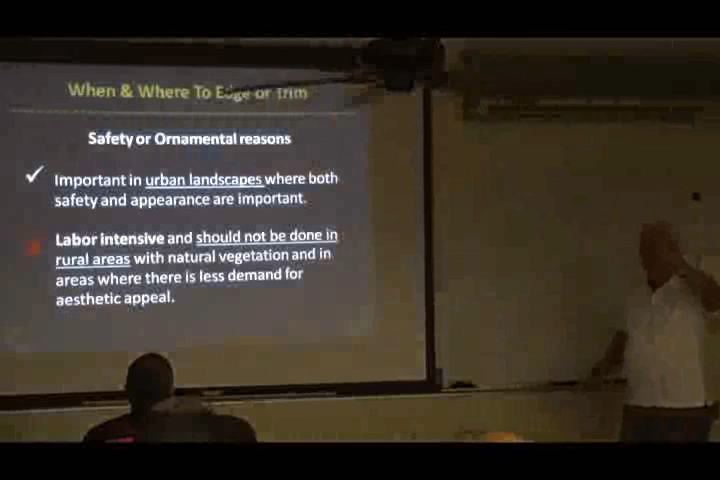 When & Where To Edge or Trim
Safety or Ornamental reasons
Important in urban landscapes where both
safety and appearance are important.
Labor intensive and should not be done in
rural areas with natural vegetation and in
areas where there is less demand for
aesthetic appeal.